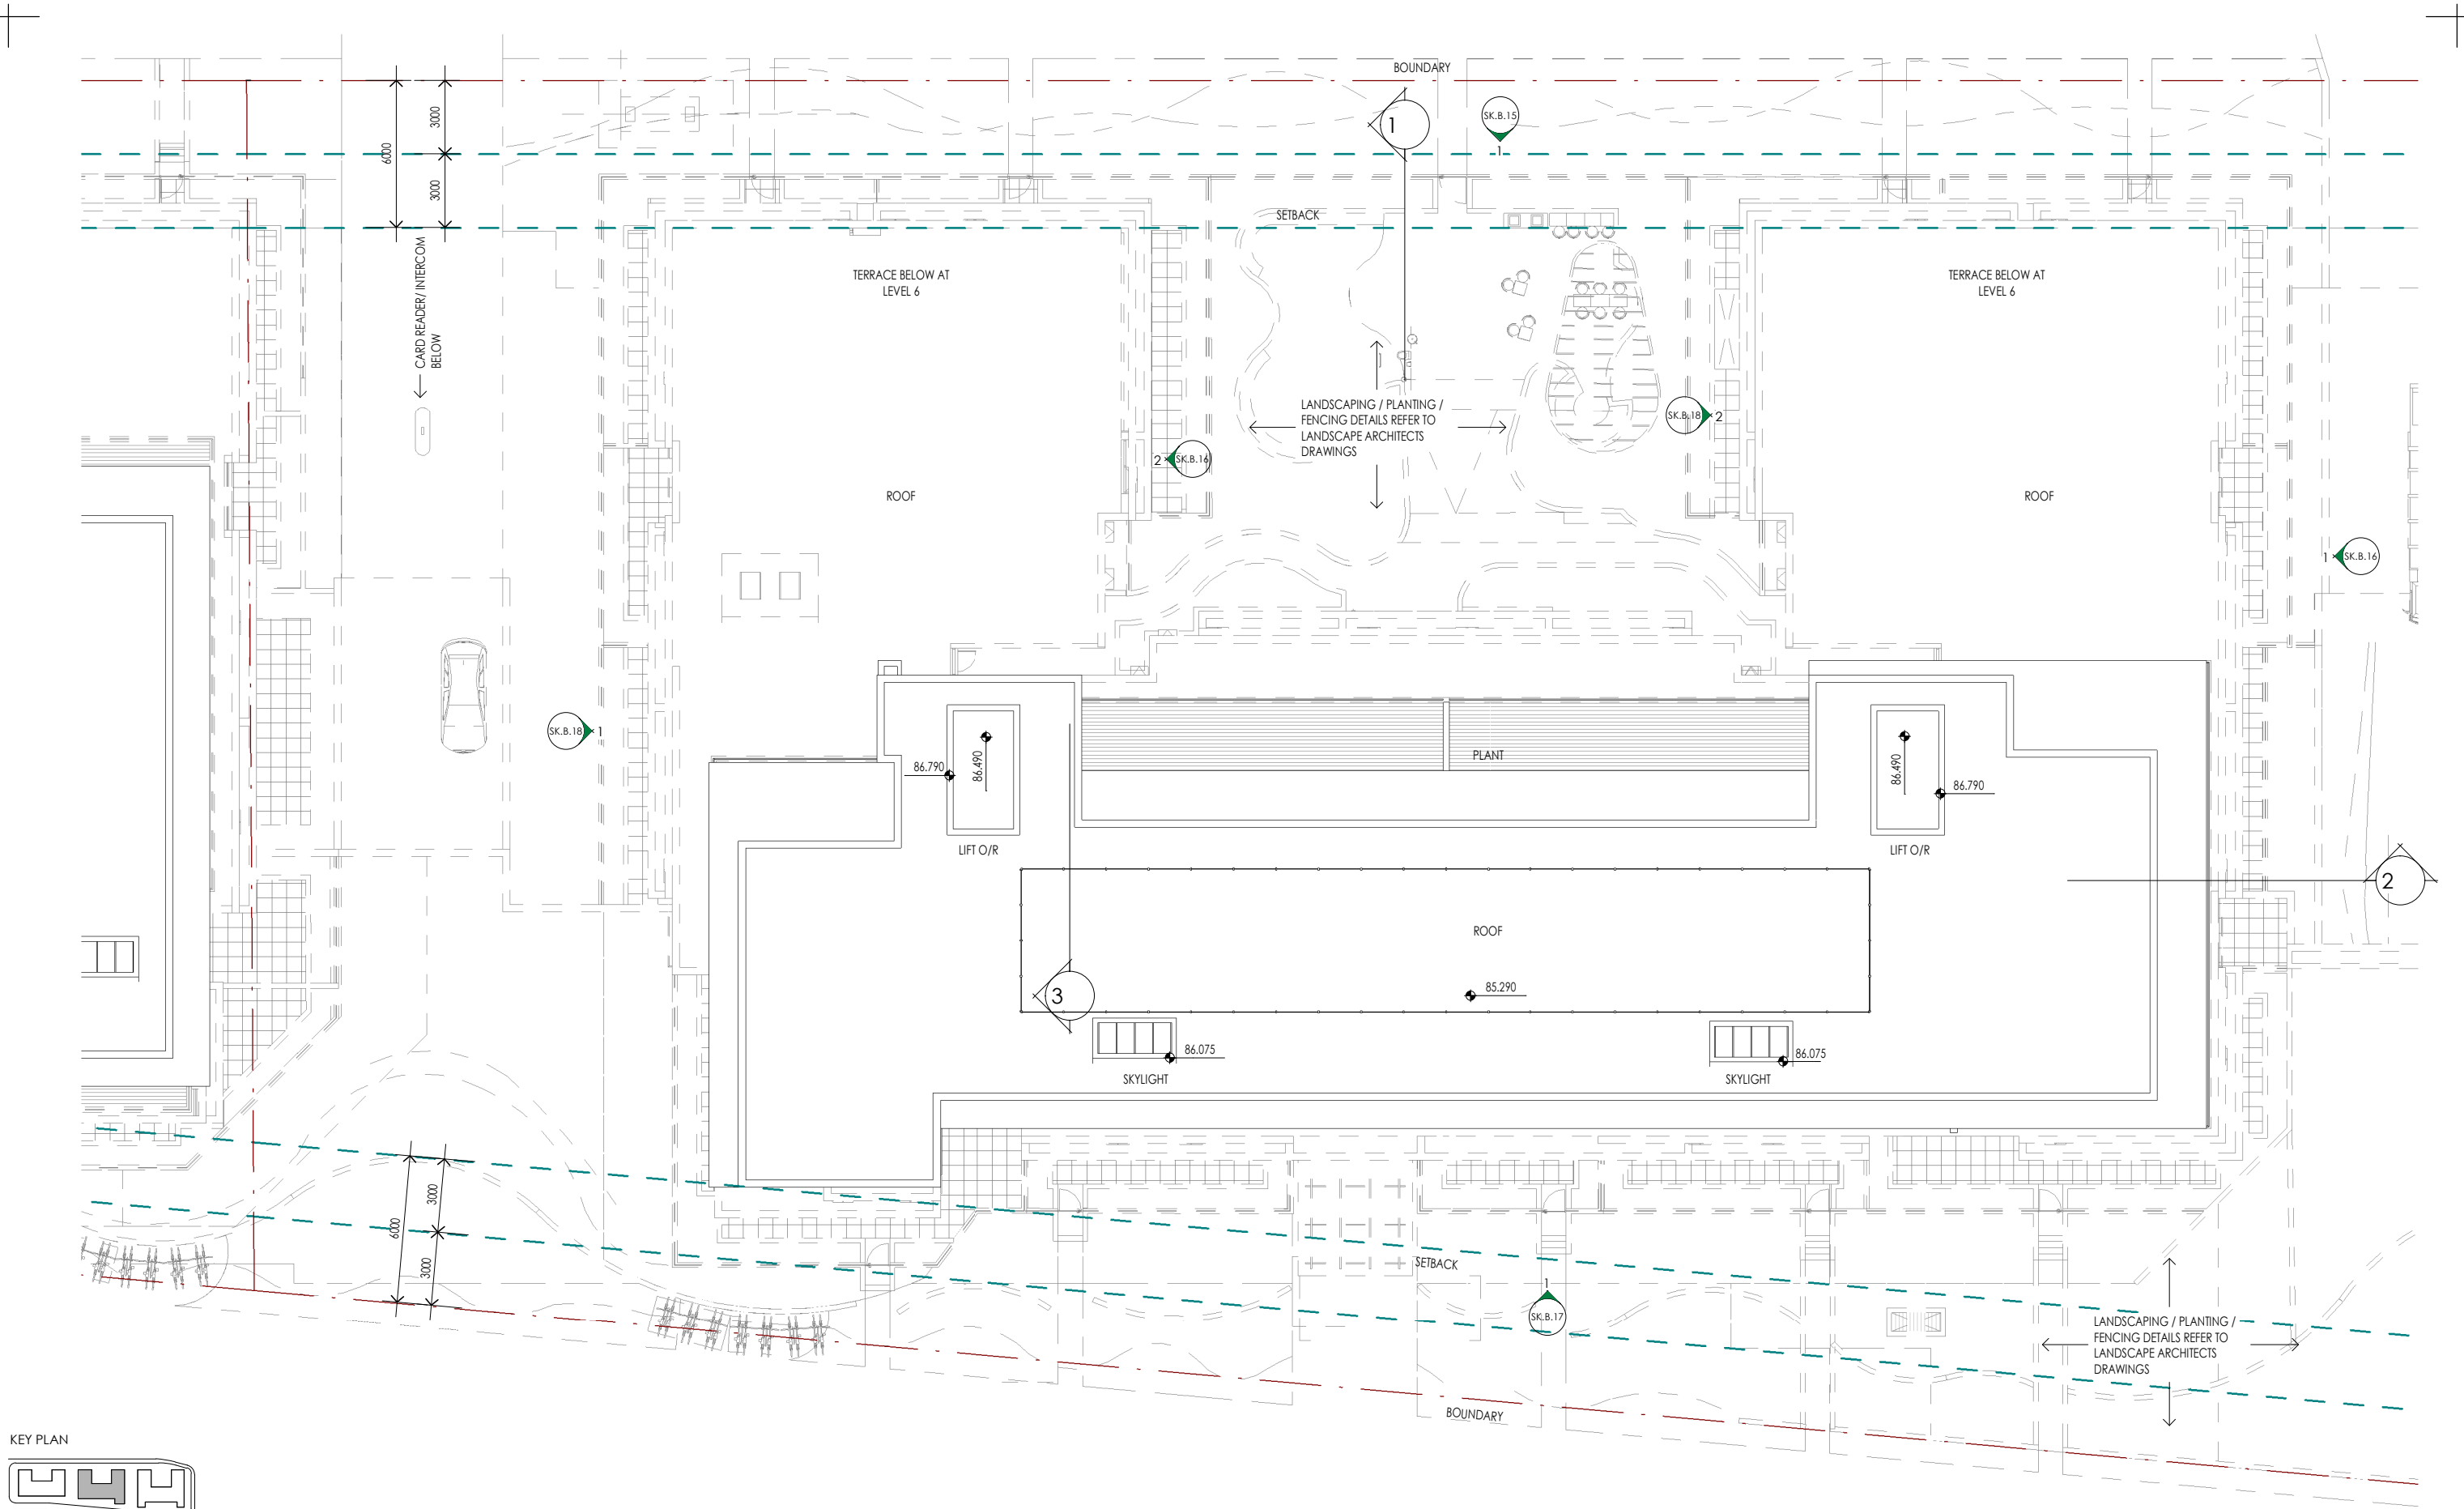 BOUNDARY
1
SK.B.15
1
3000
6000
3000
SETBACK
CARD READER/ INTERCOM
BELOW
TERRACE BELOW AT
LEVEL 6
TERRACE BELOW AT
LEVEL 6
LANDSCAPING / PLANTING /
FENCING DETAILS REFER TO
LANDSCAPE ARCHITECTS
DRAWINGS
SK.B.18
2
2
SK.B.16
ROOF
ROOF
1
SK.B.16
SK.B.18
1
86.790
86.490
PLANT
86.490
86.790
LIFT O/R
LIFT O/R
2
ROOF
3
85.290
86.075
86.075
SKYLIGHT
SKYLIGHT
3000
6000
3000
SETBACK
1
SK.B.17
LANDSCAPING / PLANTING /
FENCING DETAILS REFER TO
LANDSCAPE ARCHITECTS
DRAWINGS
BOUNDARY
KEY PLAN